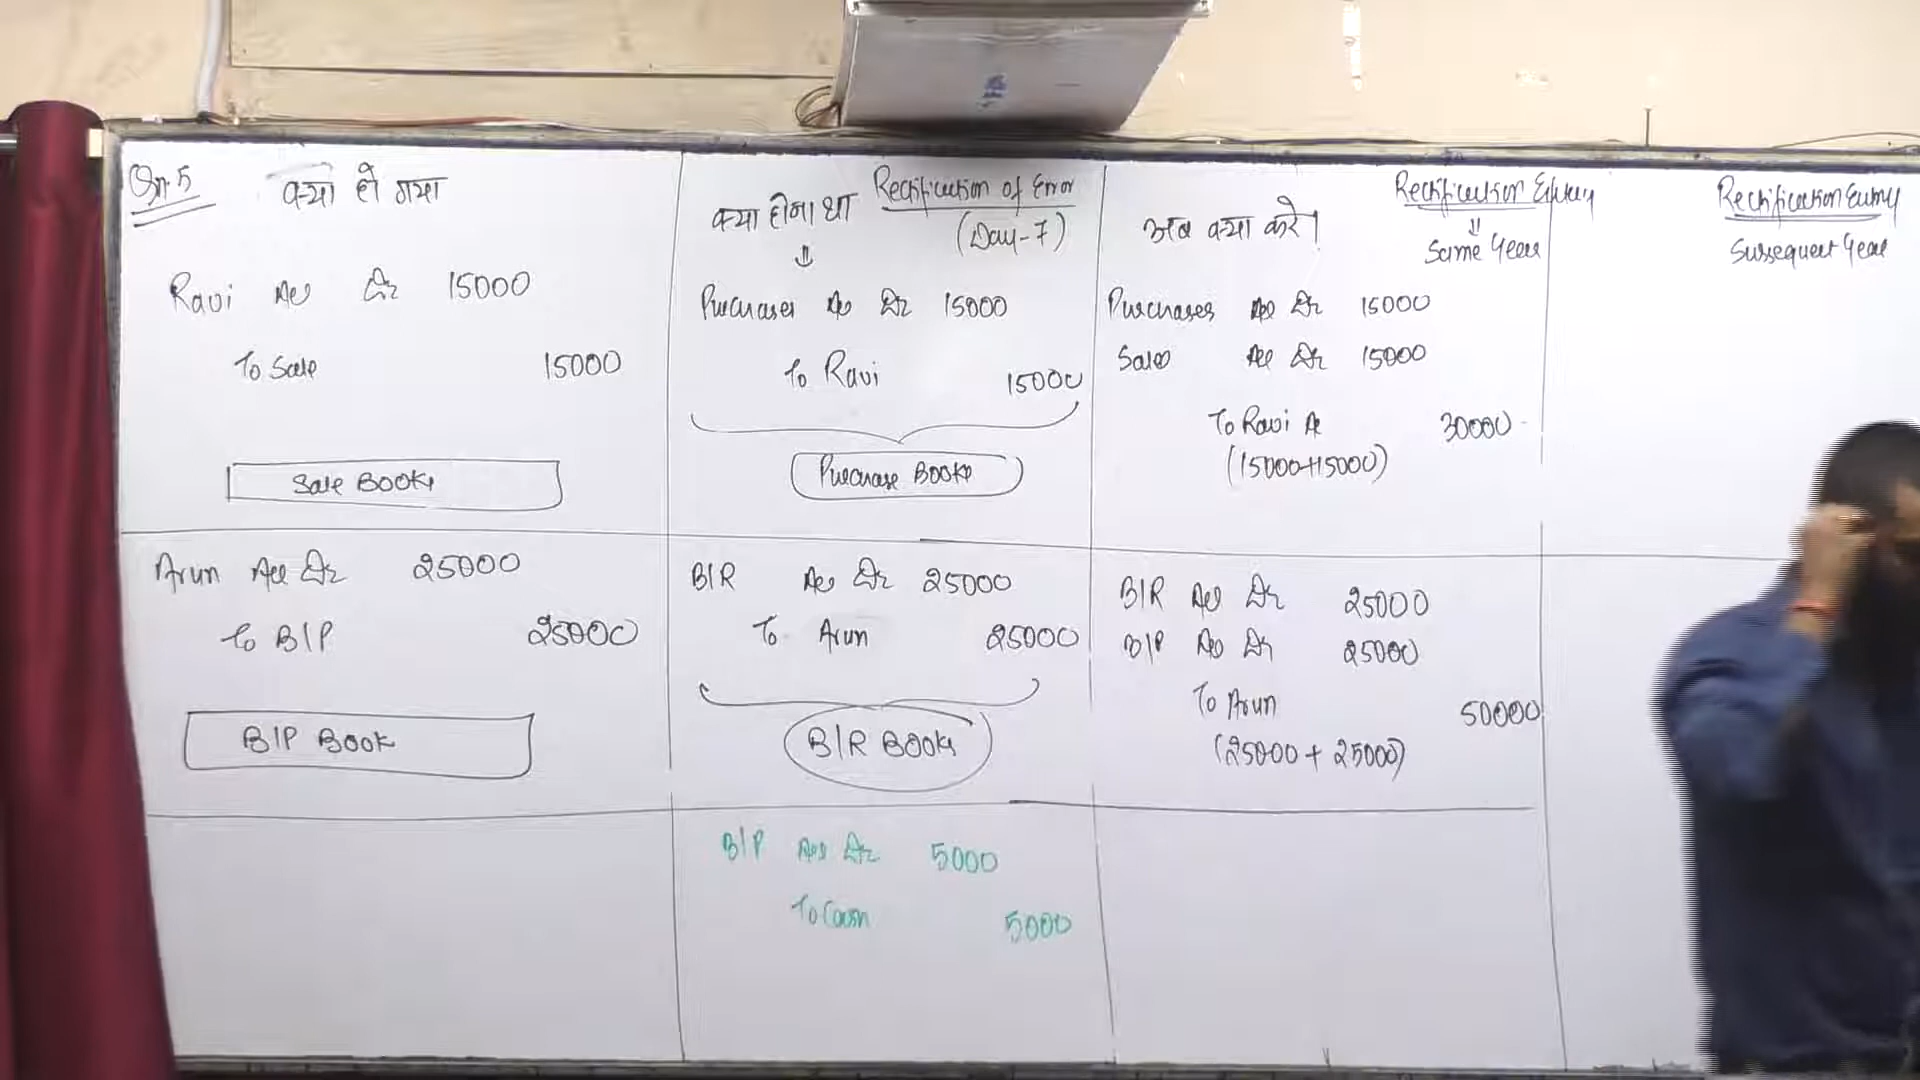 Qn 5
क्या हो गया
Ravi A/c Dr 15000
To Sale 15000
Sale Book
Arun A/c Dr 25000
To B/P 25000
B/P Book
क्या होना था
Rectification of Error
(Day-7)
⇓
Purchases A/c Dr 15000
To Ravi 15000
Purchase Book
B/R A/c Dr 25000
To Arun 25000
B/R Book
B/P A/c Dr 5000
To Cash 5000
अब क्या करे।
Rectification Entry
⇓
Same Year
Purchases A/c Dr 15000
Sales A/c Dr 15000
To Ravi A/c 30000
(15000+15000)
B/R A/c Dr 25000
B/P A/c Dr 25000
To Arun 50000
(25000 + 25000)
Rectification Entry
Subsequent Year